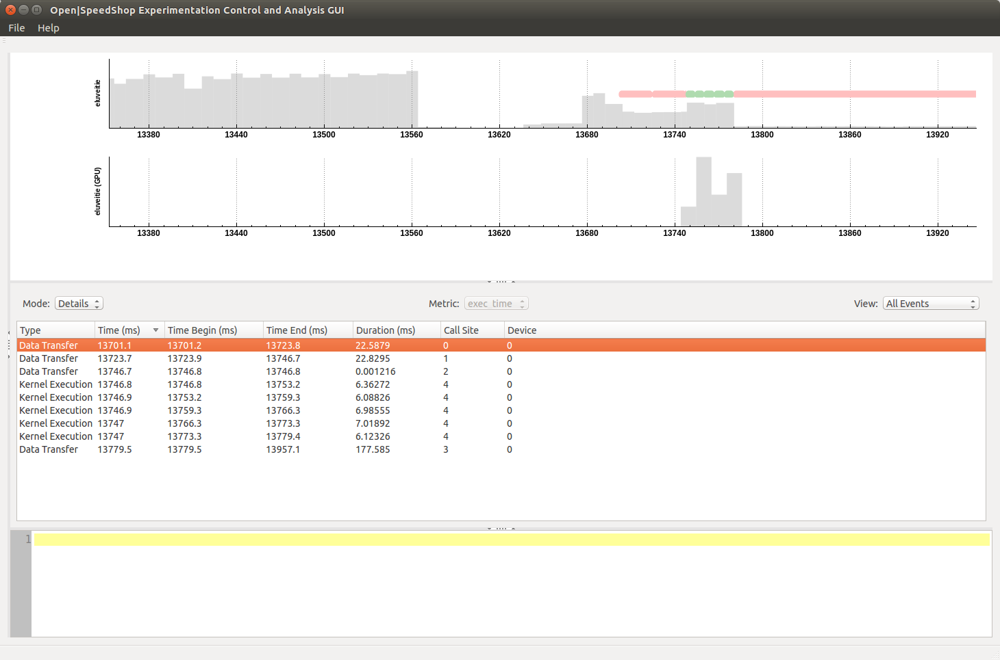 Open|SpeedShop Experimentation Control and Analysis GUI
File Help
eluveitie
13380 13440 13500 13560 13620 13680 13740 13800 13860 13920
eluveitie (GPU)
13380 13440 13500 13560 13620 13680 13740 13800 13860 13920
Mode: Details Metric: exec_time View: All Events
Type Time (ms) Time Begin (ms) Time End (ms) Duration (ms) Call Site Device
Data Transfer 13701.1 13701.2 13723.8 22.5879 0 0
Data Transfer 13723.7 13723.9 13746.7 22.8295 1 0
Data Transfer 13746.7 13746.8 13746.8 0.001216 2 0
Kernel Execution 13746.8 13746.8 13753.2 6.36272 4 0
Kernel Execution 13746.9 13753.2 13759.3 6.08826 4 0
Kernel Execution 13746.9 13759.3 13766.3 6.98555 4 0
Kernel Execution 13747 13766.3 13773.3 7.01892 4 0
Kernel Execution 13747 13773.3 13779.4 6.12326 4 0
Data Transfer 13779.5 13779.5 13957.1 177.585 3 0
1